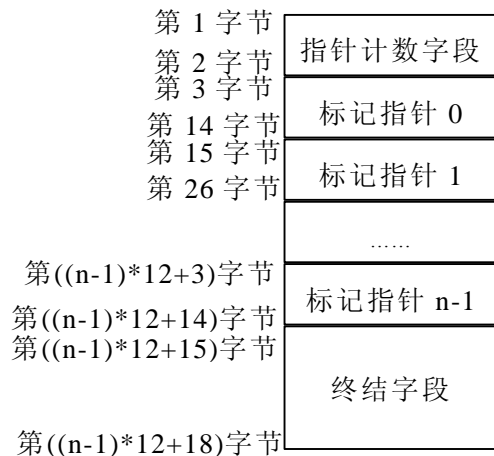 第 1 字节
指针计数字段
第 2 字节
第 3 字节
标记指针 0
第 14 字节
第 15 字节
标记指针 1
第 26 字节
……
第((n-1)*12+3)字节
标记指针 n-1
第((n-1)*12+14)字节
第((n-1)*12+15)字节
终结字段
第((n-1)*12+18)字节